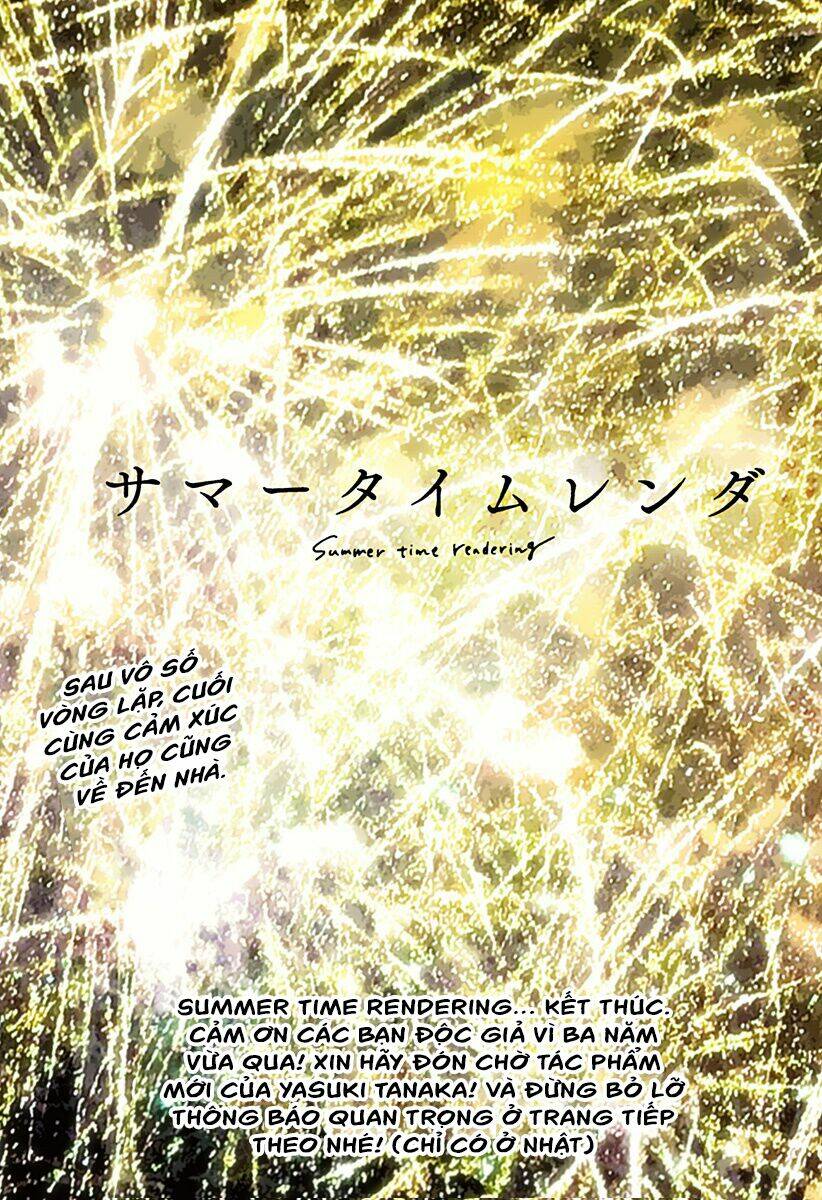 サマータイムレンダ
Summer time rendering
SAU VÔ SỐ
VÒNG LẶP, CUỐI
CÙNG CẢM XÚC
CỦA HỌ CŨNG
VỀ ĐẾN NHÀ.
SUMMER TIME RENDERING... KẾT THÚC.
CẢM ƠN CÁC BẠN ĐỘC GIẢ VÌ BA NĂM
VỪA QUA! XIN HÃY ĐÓN CHỜ TÁC PHẨM
MỚI CỦA YASUKI TANAKA! VÀ ĐỪNG BỎ LỠ
THÔNG BÁO QUAN TRỌNG Ở TRANG TIẾP
THEO NHÉ! (CHỈ CÓ Ở NHẬT)